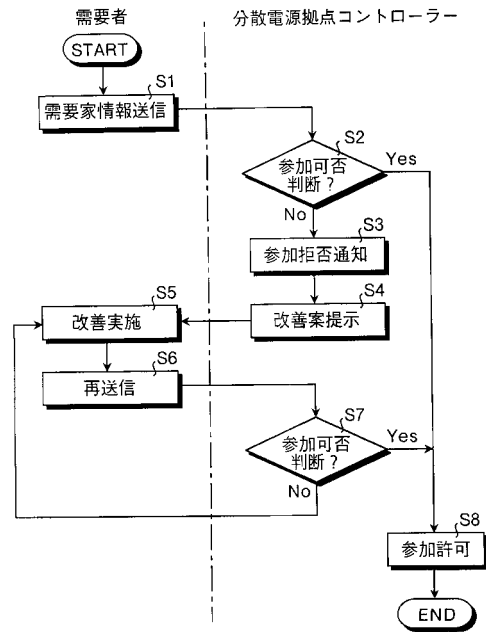 需要者
分散電源拠点コントローラー
START
S1
需要家情報送信
S2
参加可否
判断?
Yes
No
S3
参加拒否通知
S4
改善案提示
S5
改善実施
S6
再送信
S7
参加可否
判断?
Yes
No
S8
参加許可
END